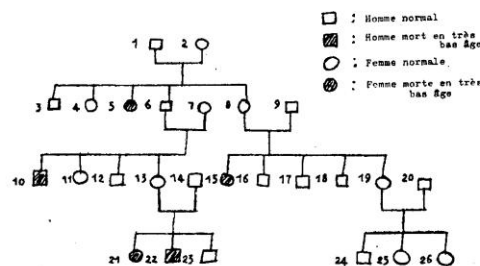 : Homme normal
: Homme mort en très
bas âge
: Femme normale
: Femme morte en très
bas âge
1 2
3 4 5 6 7 8 9
10 11 12 13 14 15 16 17 18 19 20
21 22 23 24 25 26